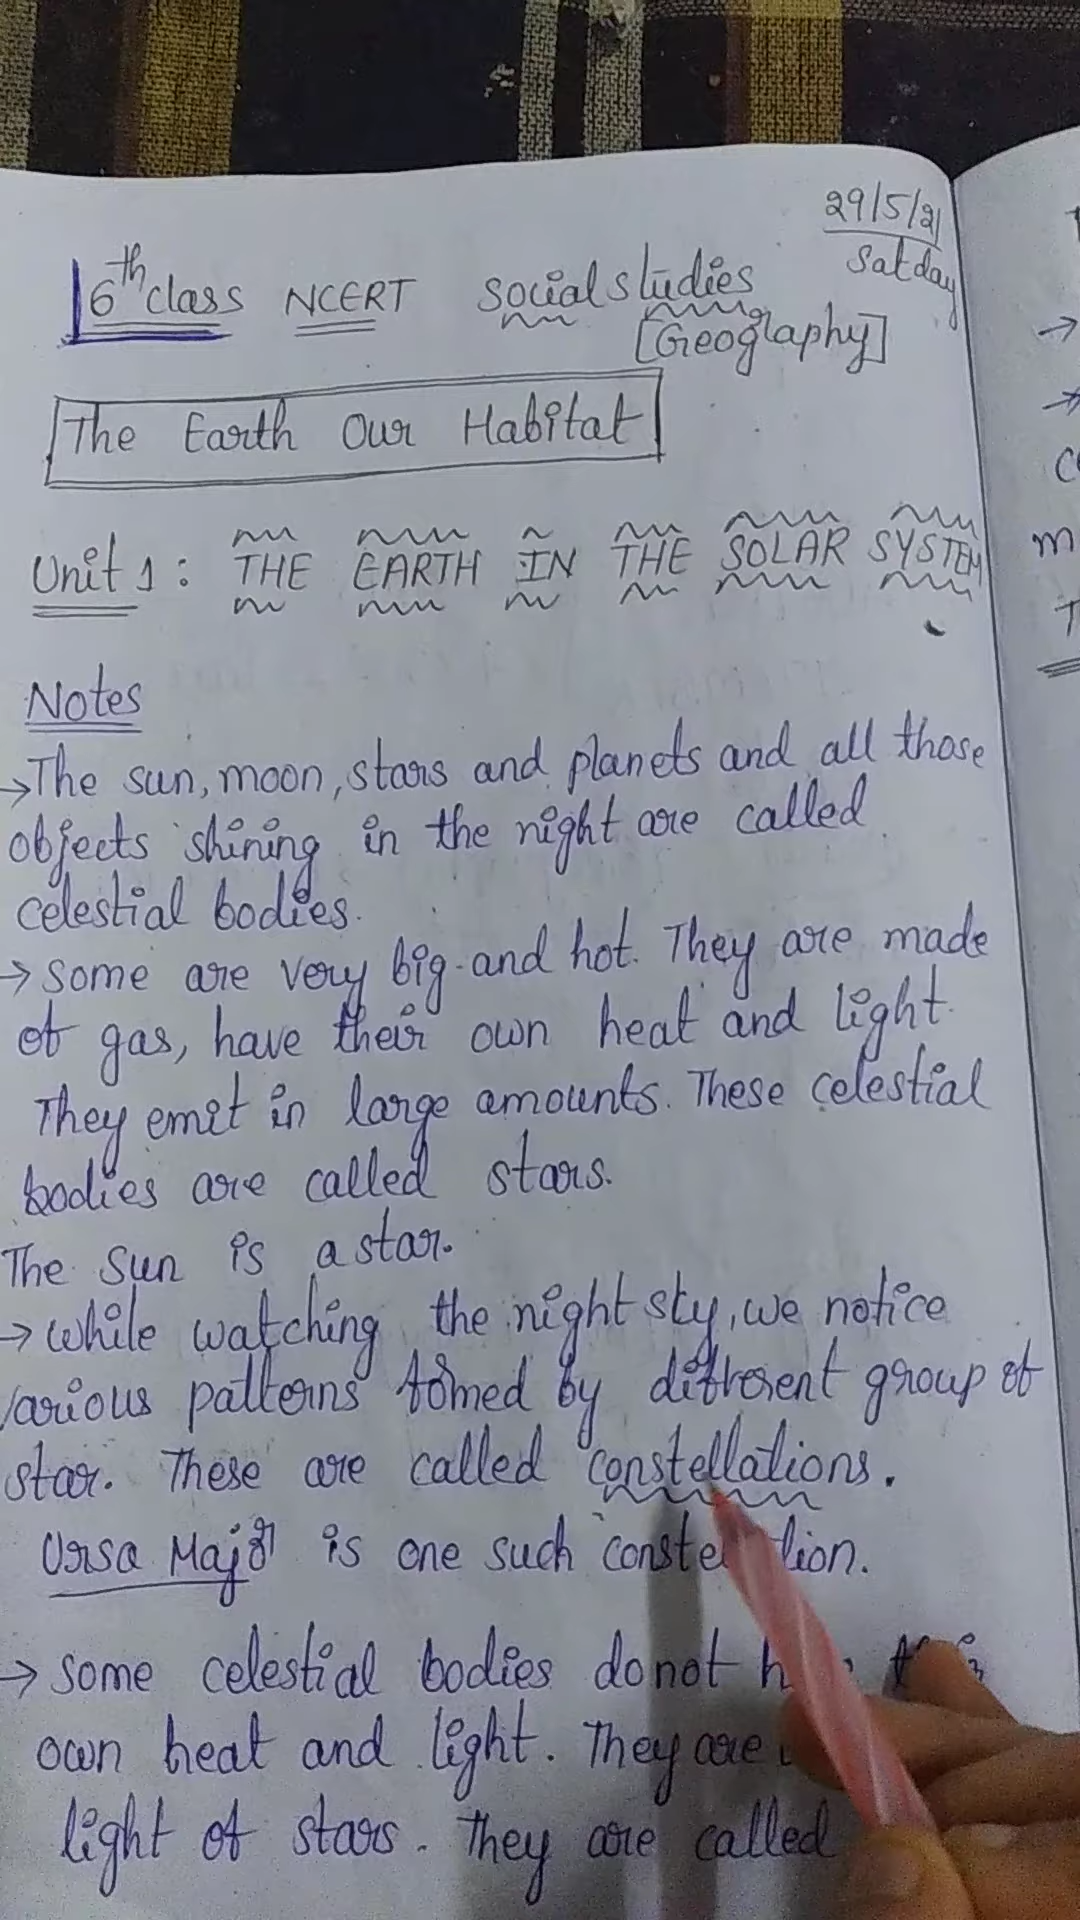 29/5/21
Satday
6th class NCERT Social studies
[Geography]
The Earth Our Habitat
Unit 1: THE EARTH IN THE SOLAR SYSTEM
Notes
→The sun, moon, stars and planets and all those
objects shining in the night are called
celestial bodies.
→ Some are very big and hot. They are made
of gas, have their own heat and light.
They emit in large amounts. These celestial
bodies are called stars.
The Sun is a star.
→ While watching the night sky, we notice
various patterns formed by different group of
star. These are called constellations.
Ursa Major is one such constellation.
→ Some celestial bodies do not
own heat and light. They are
light of stars. They are called